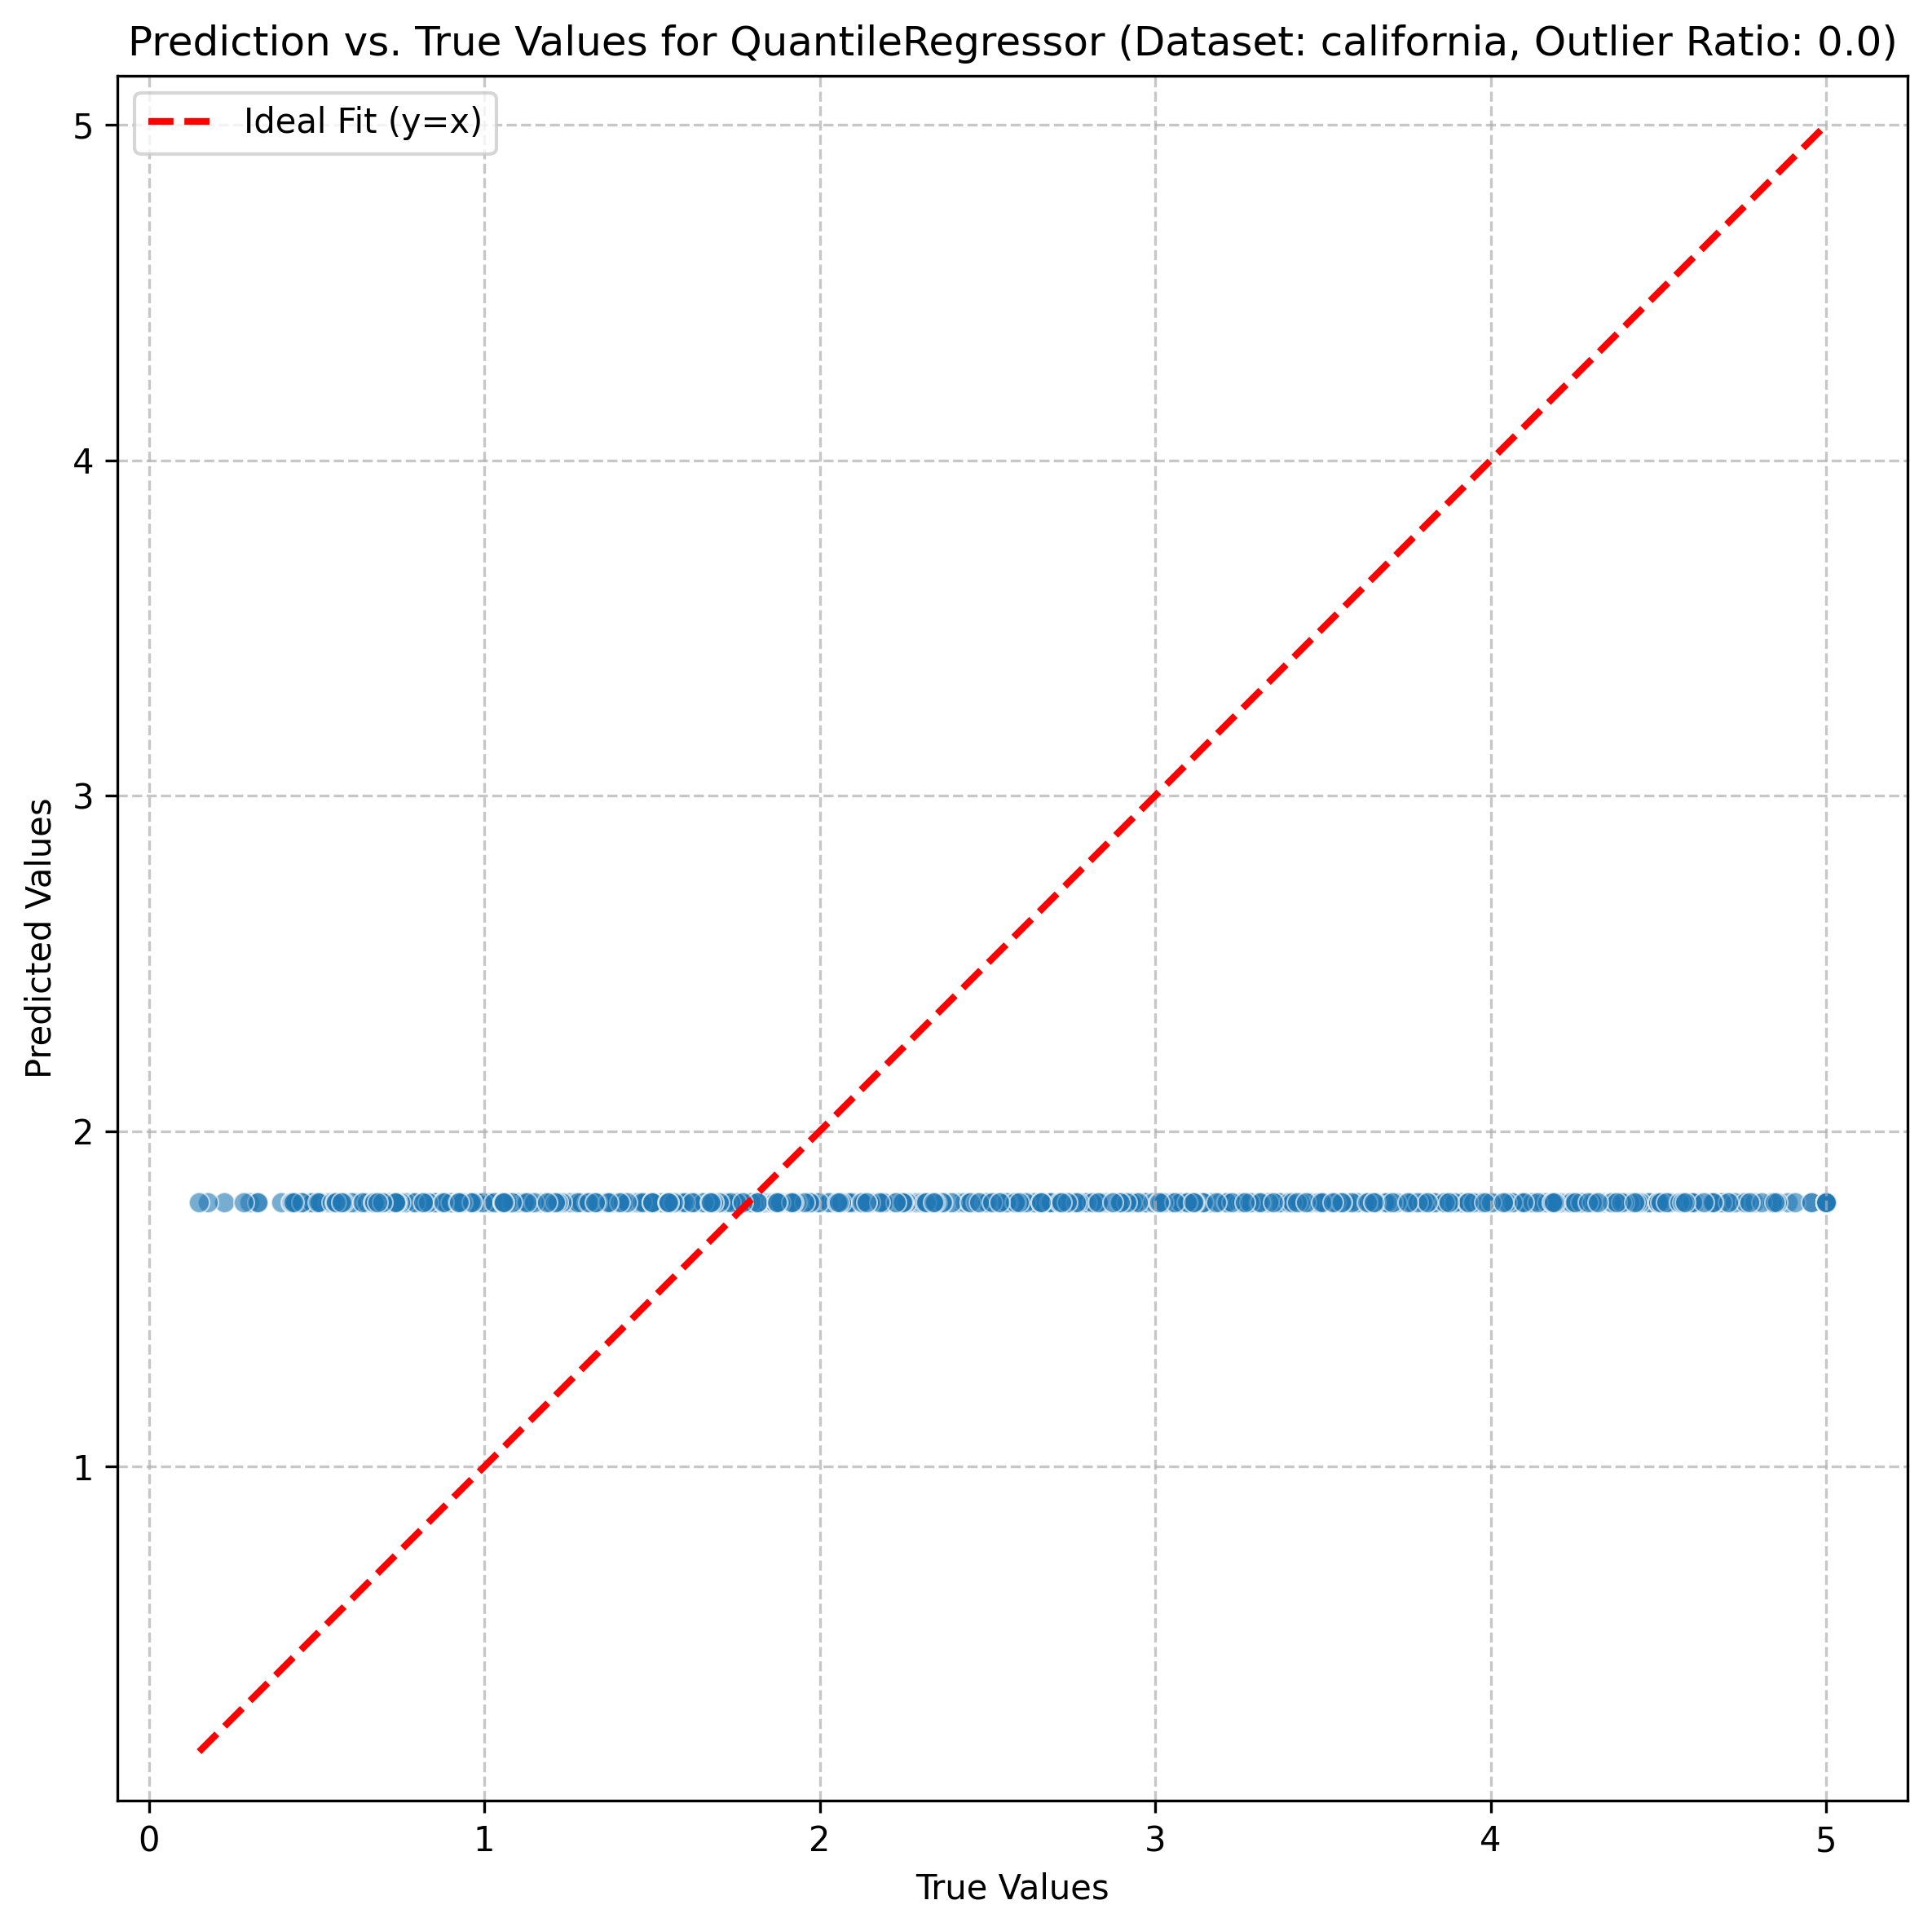 Prediction vs. True Values for QuantileRegressor (Dataset: california, Outlier Ratio: 0.0)
Ideal Fit (y=x)
5
4
3
2
1
Predicted Values
0 1 2 3 4 5
True Values